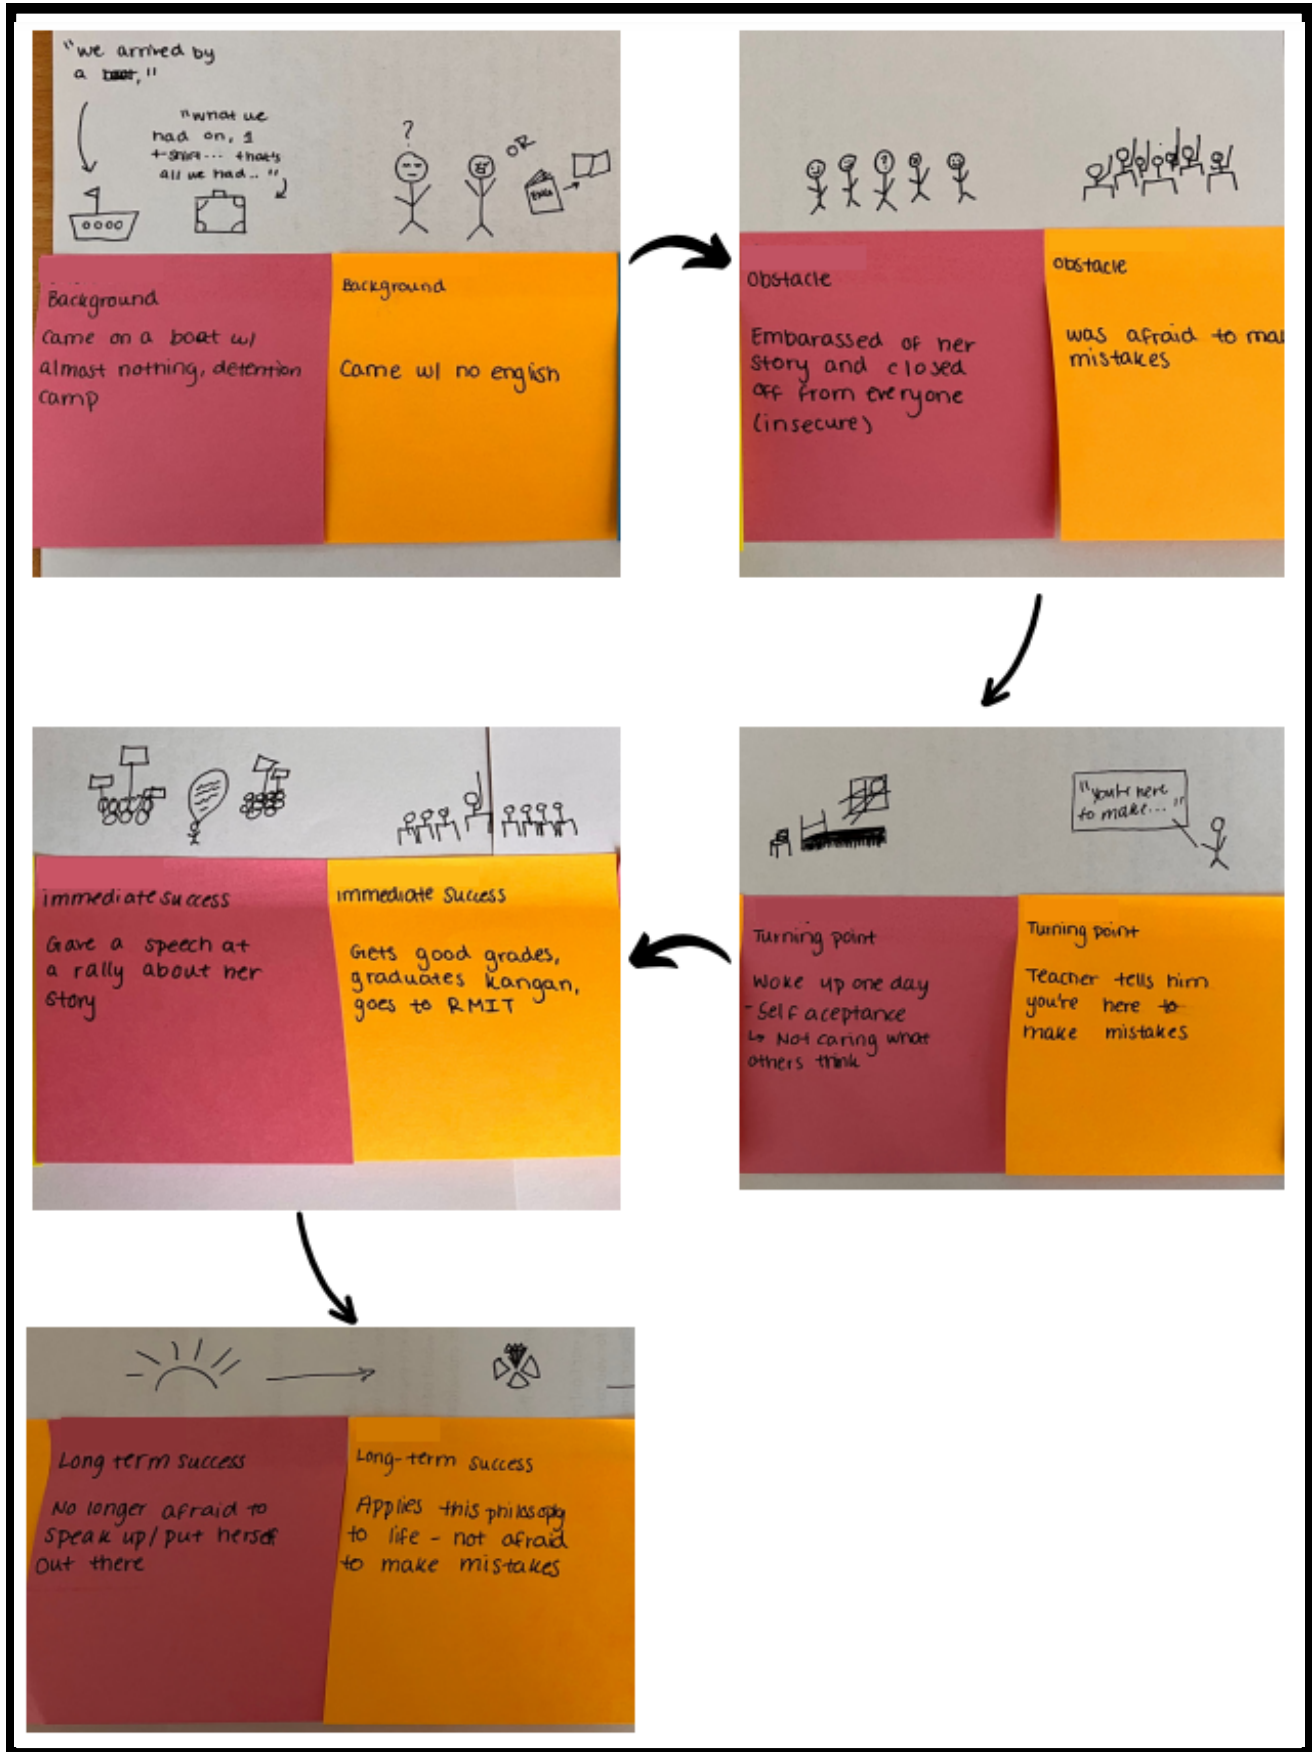 "we arrived by
a boat,"
"what we
had on, 1
t-shirt... that's
all we had.."
?
OR
ENG
Background
came on a boat w/
almost nothing, detention
camp
Background
Came w/ no english
?
Obstacle
Embarassed of her
story and closed
off from everyone
(insecure)
obstacle
was afraid to ma
mistakes
immediate success
Gave a speech at
a rally about her
story
immediate success
Gets good grades,
graduates kangan,
goes to RMIT
"you're here
to make..."
Turning point
Woke up one day
- Self aceptance
↳ Not caring what
others think
Turning point
Teacher tells him
you're here to
make mistakes
Long term success
No longer afraid to
speak up/put herself
out there
Long-term success
Applies this philosophy
to life - not afraid
to make mistakes